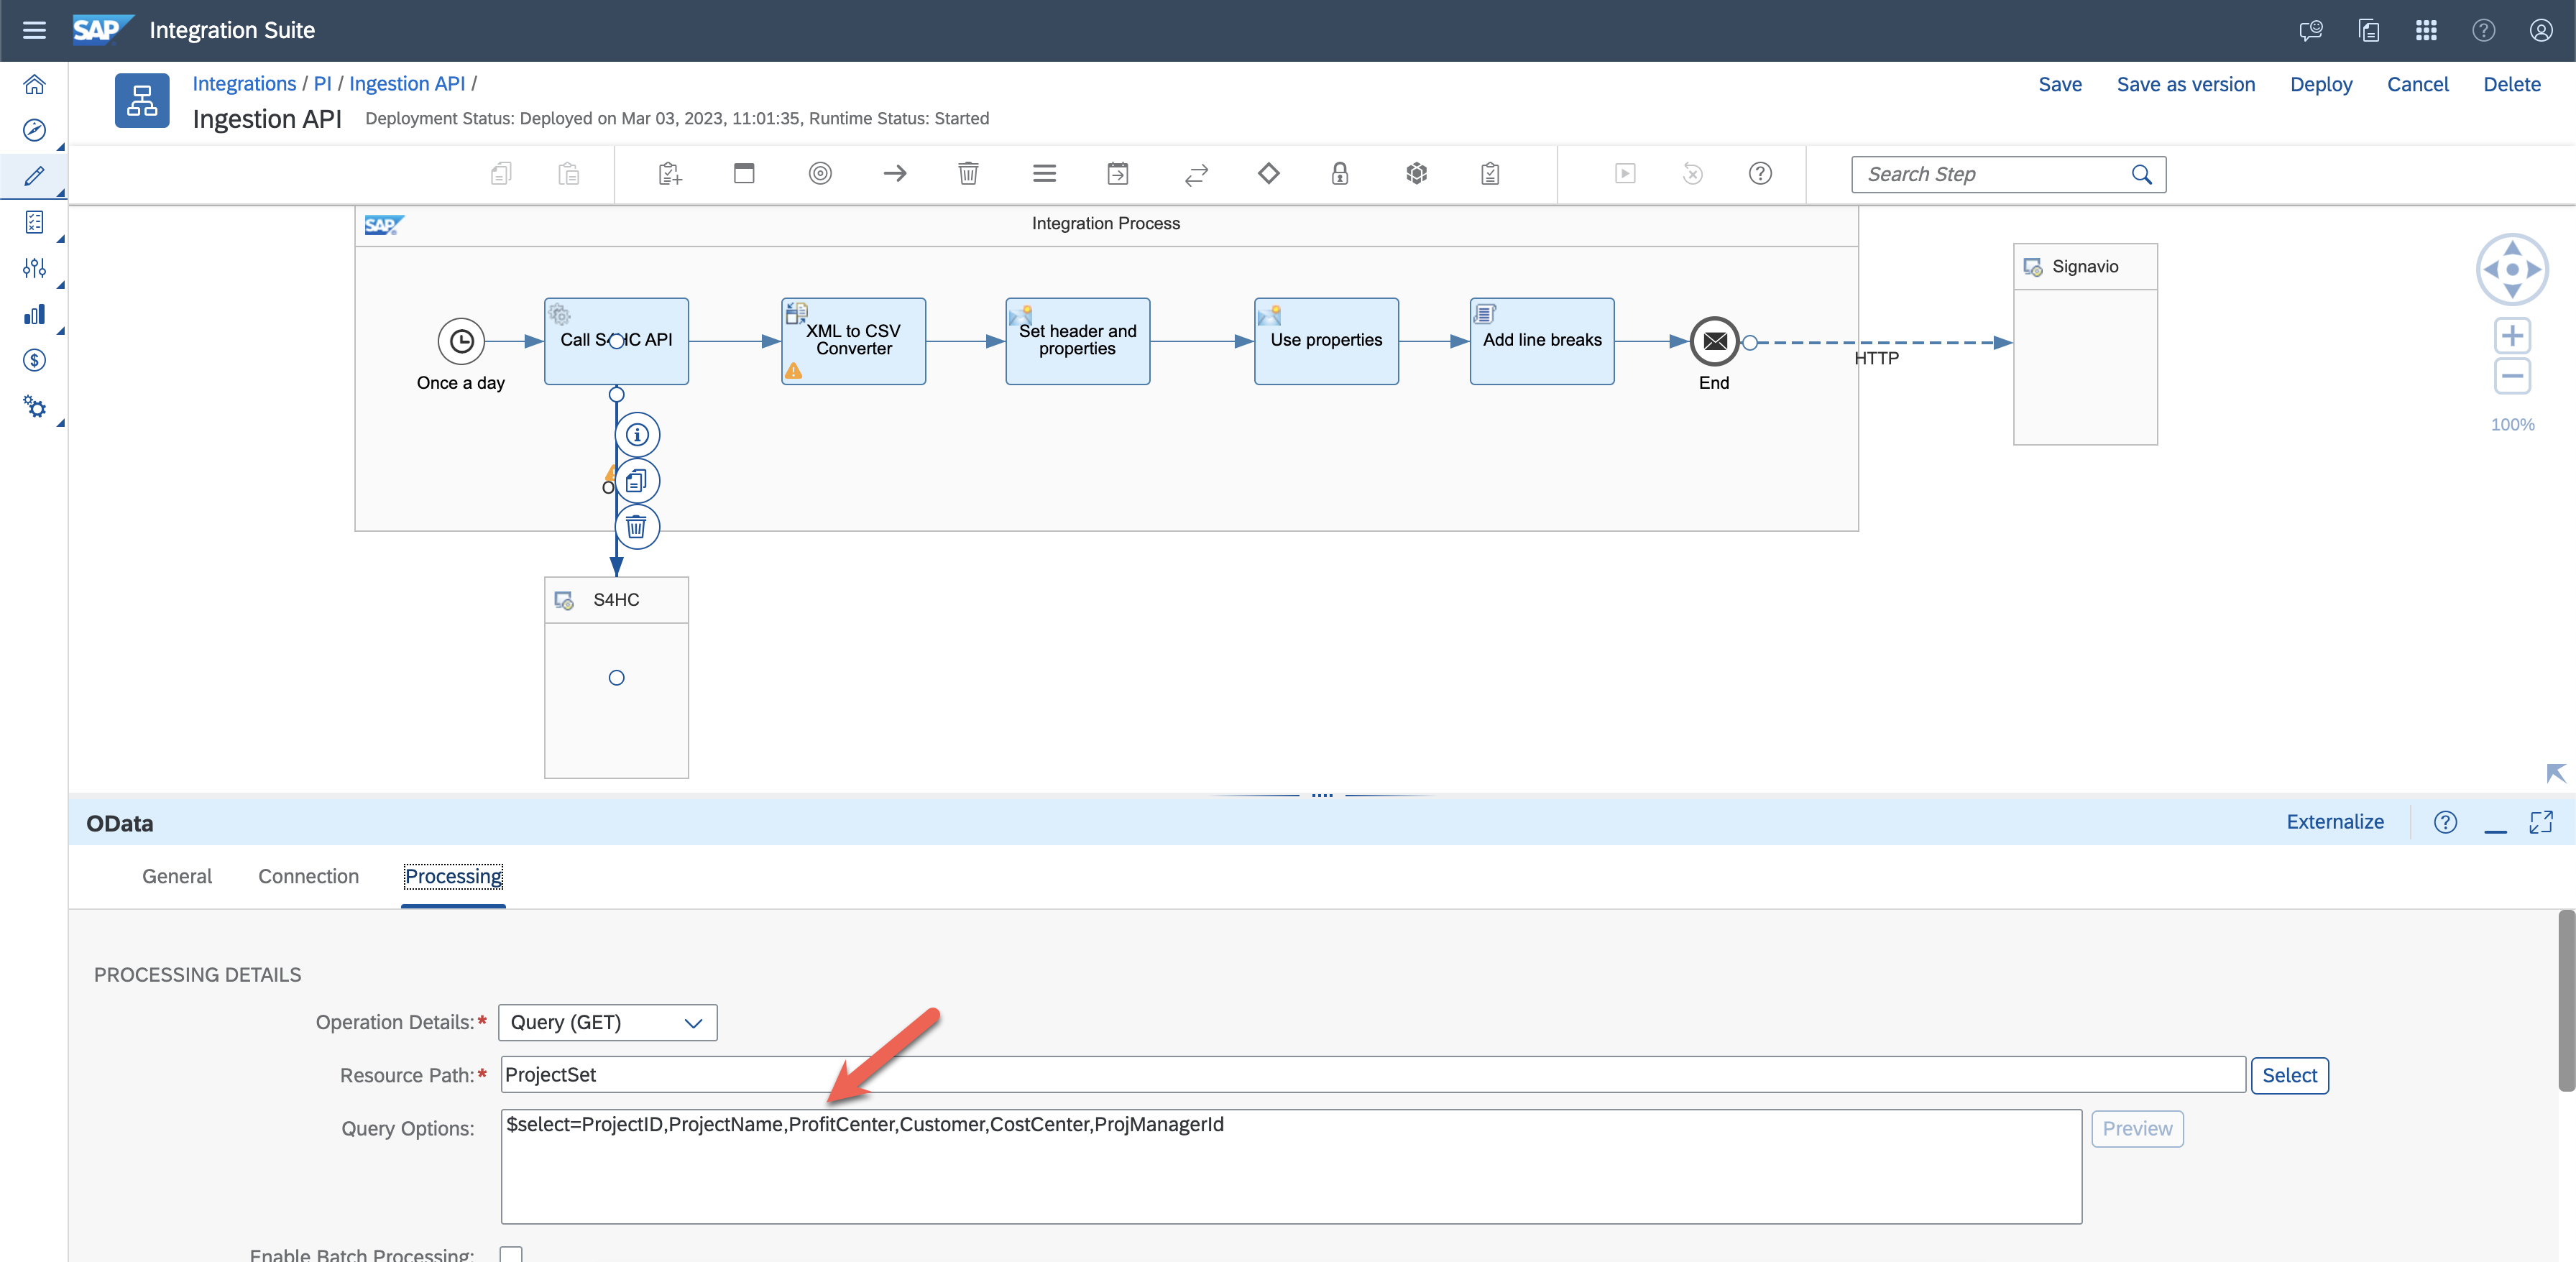 SAP Integration Suite
Integrations / PI / Ingestion API /
Save Save as version Deploy Cancel Delete
Ingestion API Deployment Status: Deployed on Mar 03, 2023, 11:01:35, Runtime Status: Started
Search Step
SAP Integration Process
Signavio
Call S4HC API
XML to CSV
Converter
Set header and
properties
Use properties
Add line breaks
HTTP
Once a day
End
100%
O
S4HC
OData
Externalize
General Connection Processing
PROCESSING DETAILS
Operation Details:* Query (GET)
Resource Path:* ProjectSet Select
Query Options: $select=ProjectID,ProjectName,ProfitCenter,Customer,CostCenter,ProjManagerId Preview
Enable Batch Processing: